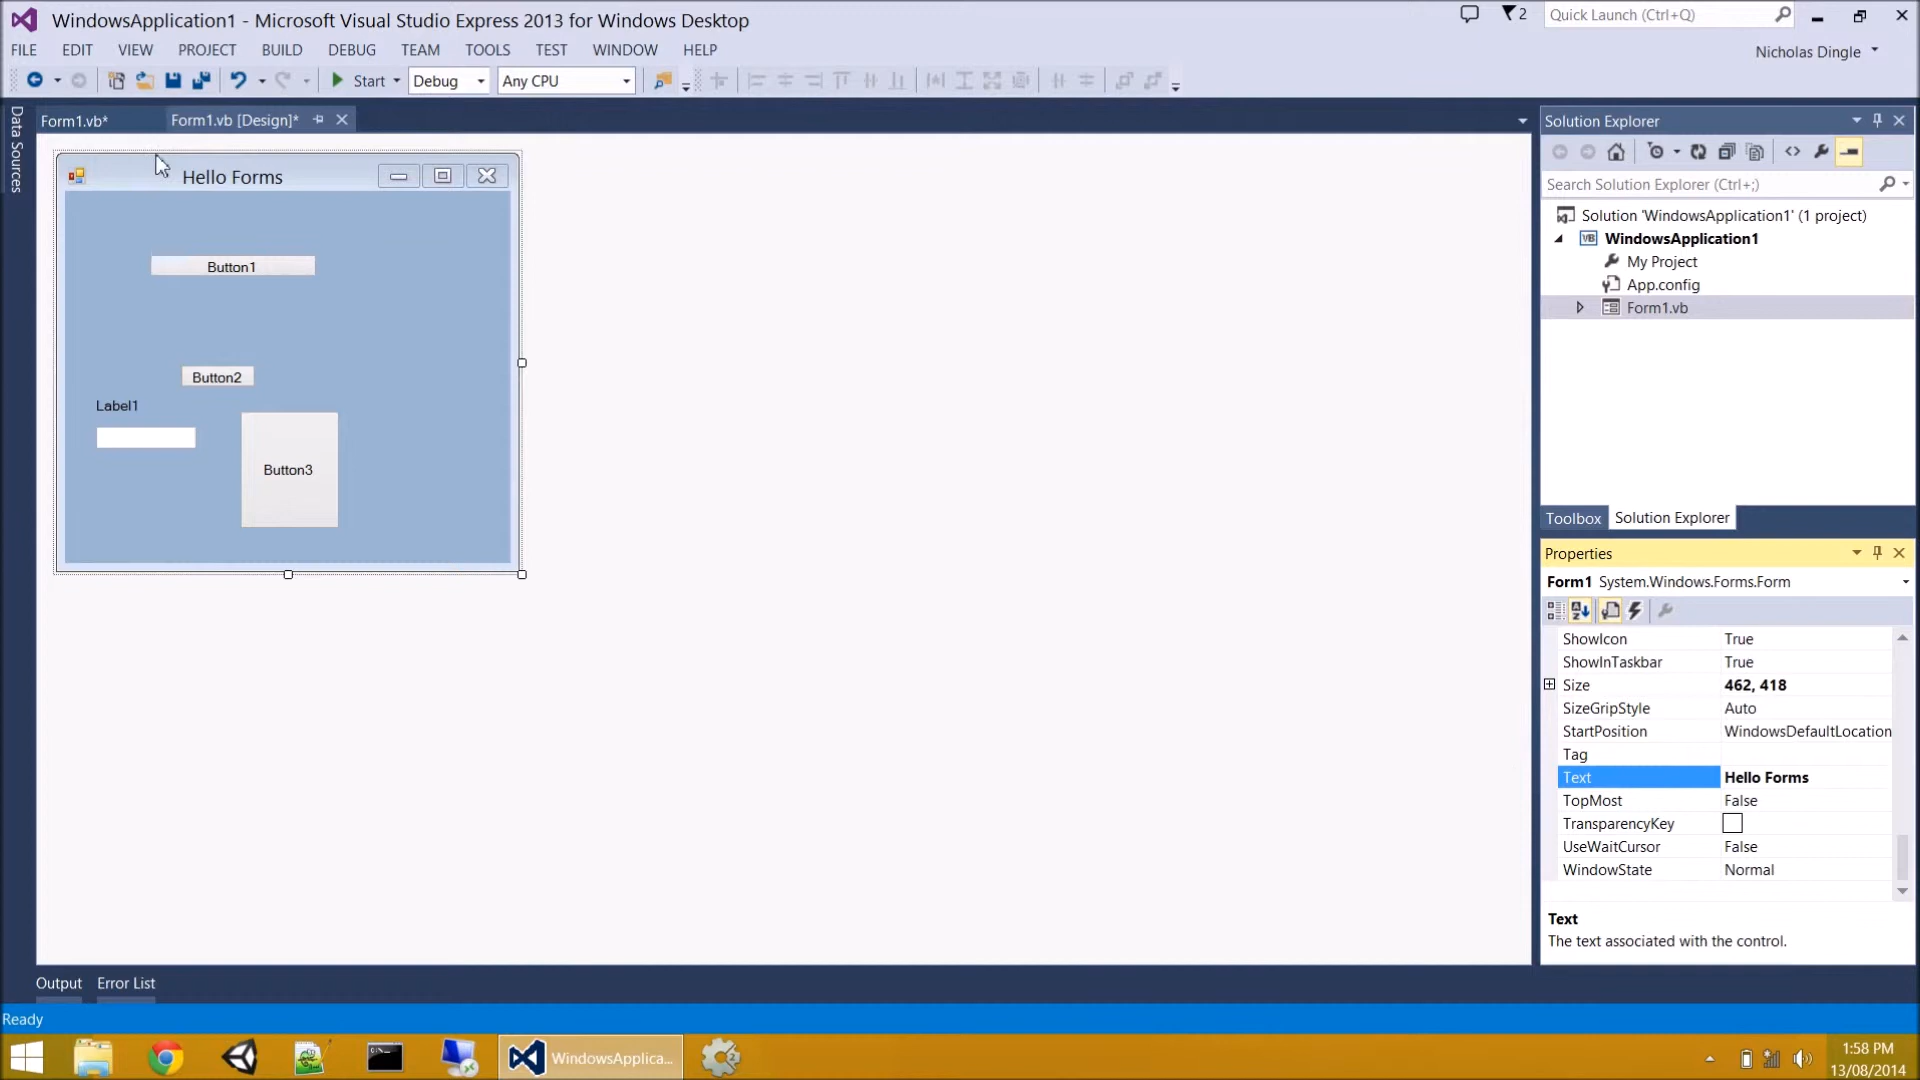 WindowsApplication1 - Microsoft Visual Studio Express 2013 for Windows Desktop
2
Quick Launch (Ctrl+Q)
FILE EDIT VIEW PROJECT BUILD DEBUG TEAM TOOLS TEST WINDOW HELP
Nicholas Dingle
Start Debug Any CPU
Data Sources
Form1.vb* Form1.vb [Design]*
Hello Forms
Button1
Button2
Label1
Button3
Solution Explorer
Search Solution Explorer (Ctrl+;)
Solution 'WindowsApplication1' (1 project)
VB WindowsApplication1
My Project
App.config
Form1.vb
Toolbox Solution Explorer
Properties
Form1 System.Windows.Forms.Form
ShowIcon True
ShowInTaskbar True
Size 462, 418
SizeGripStyle Auto
StartPosition WindowsDefaultLocation
Tag
Text Hello Forms
TopMost False
TransparencyKey
UseWaitCursor False
WindowState Normal
Text
The text associated with the control.
Output Error List
Ready
WindowsApplica...
1:58 PM
13/08/2014